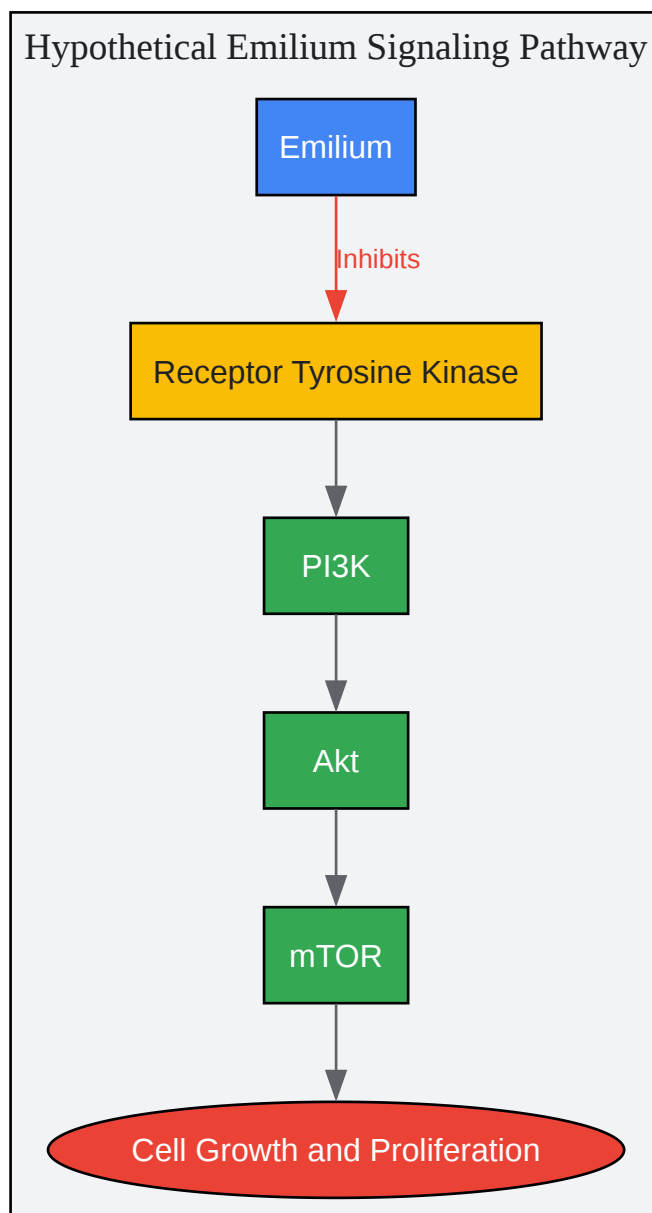 Hypothetical Emilium Signaling Pathway
Emilium
Inhibits
Receptor Tyrosine Kinase
PI3K
Akt
mTOR
Cell Growth and Proliferation